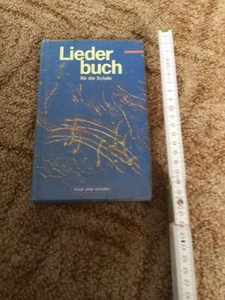 Lieder
buch
für die Schule
VOLK UND WISSEN